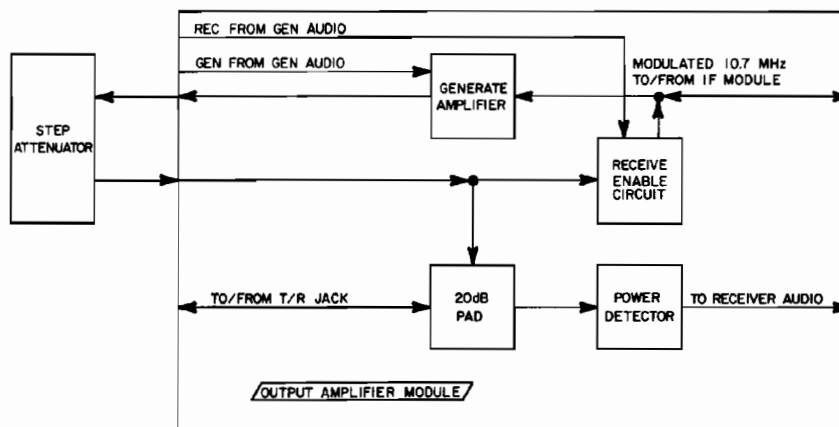 REC FROM GEN AUDIO
GEN FROM GEN AUDIO
MODULATED 10.7 MHz
TO/FROM IF MODULE
GENERATE
AMPLIFIER
STEP
ATTENUATOR
RECEIVE
ENABLE
CIRCUIT
TO/FROM T/R JACK
20dB
PAD
POWER
DETECTOR
TO RECEIVER AUDIO
OUTPUT AMPLIFIER MODULE